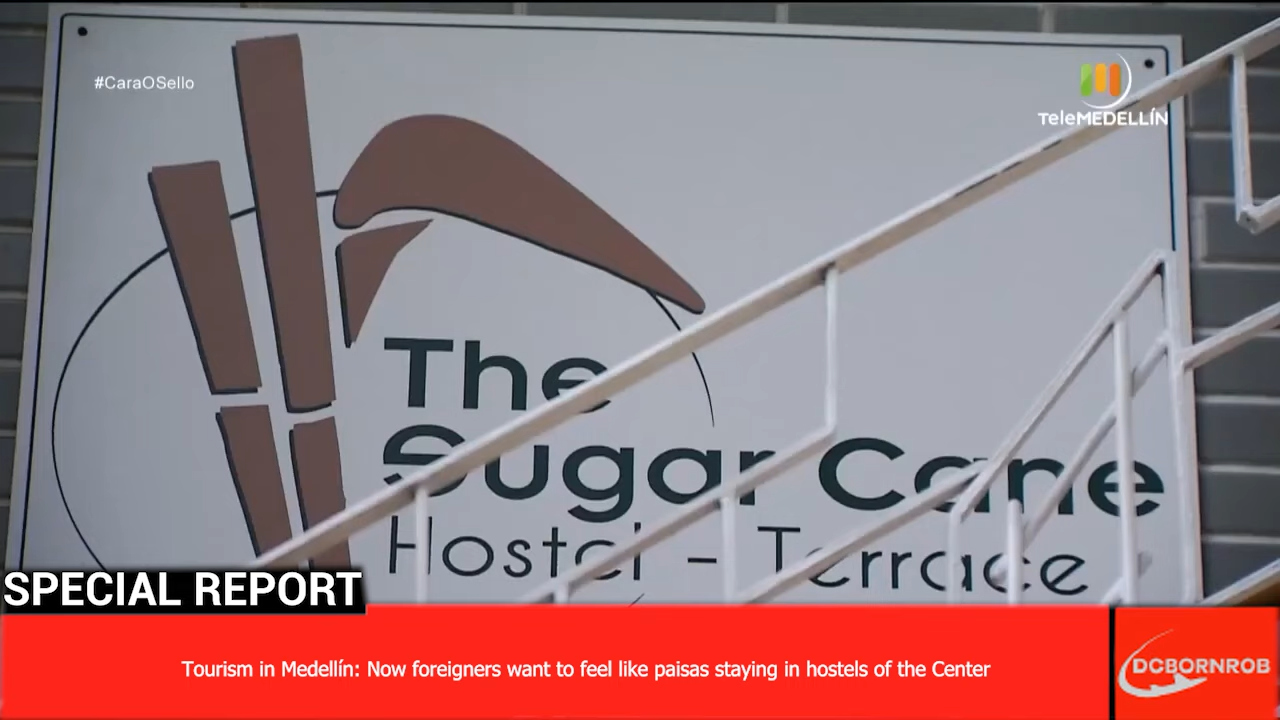 #CaraOSello
TeleMEDELLÍN
The
Sugar Cane
Hostel - Terrace
SPECIAL REPORT
Tourism in Medellín: Now foreigners want to feel like paisas staying in hostels of the Center
DCBORNROB